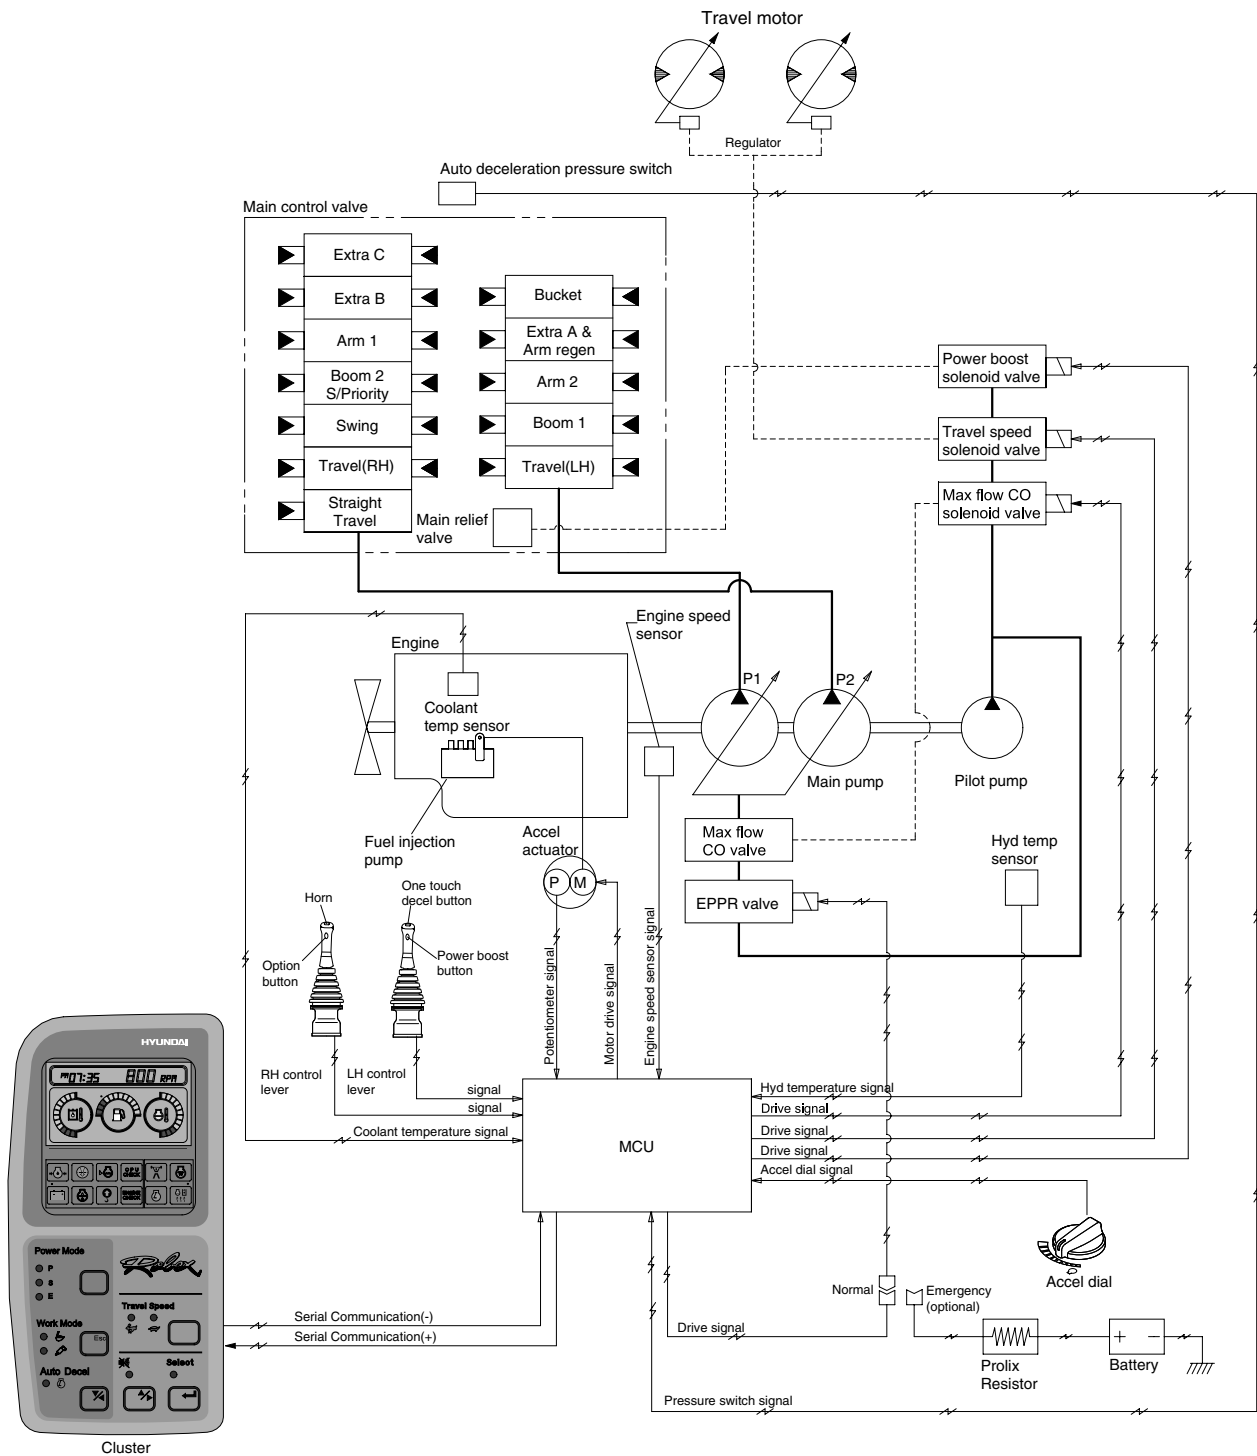 Travel motor
Regulator
Auto deceleration pressure switch
Main control valve
Extra C
Extra B
Arm 1
Boom 2
S/Priority
Swing
Travel(RH)
Straight
Travel
Bucket
Extra A &
Arm regen
Arm 2
Boom 1
Travel(LH)
Main relief
valve
Power boost
solenoid valve
Travel speed
solenoid valve
Max flow CO
solenoid valve
Engine speed
sensor
Engine
Coolant
temp sensor
P1
P2
Main pump
Pilot pump
Fuel injection
pump
Accel
actuator
P
M
Max flow
CO valve
EPPR valve
Hyd temp
sensor
Horn
Option
button
One touch
decel button
Power boost
button
RH control
lever
LH control
lever
Potentiometer signal
Motor drive signal
Engine speed sensor signal
signal
signal
Coolant temperature signal
MCU
Hyd temperature signal
Drive signal
Drive signal
Drive signal
Accel dial signal
Accel dial
Normal
Emergency
(optional)
Prolix
Resistor
+ -
Battery
Drive signal
Pressure switch signal
Serial Communication(-)
Serial Communication(+)
HYUNDAI
07:35 800 RPM
CPU
CHECK
ENGINE
CHECK
Power Mode
P
S
E
Robex
Travel Speed
Work Mode
Esc
Auto Decel
Select
Cluster